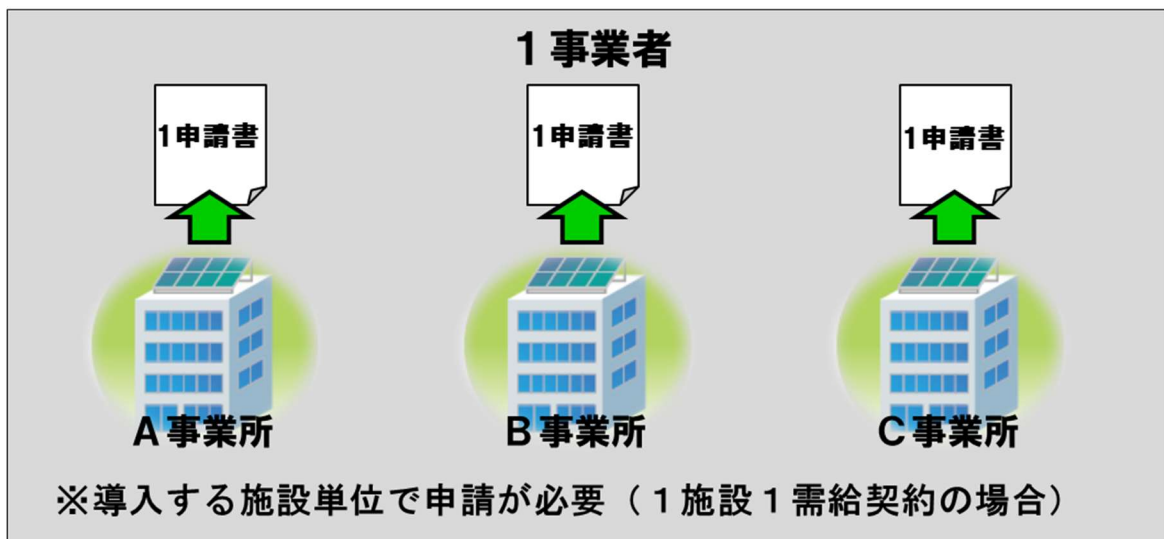 １事業者
1申請書
1申請書
1申請書
Ａ事業所
Ｂ事業所
Ｃ事業所
※導入する施設単位で申請が必要（１施設１需給契約の場合）